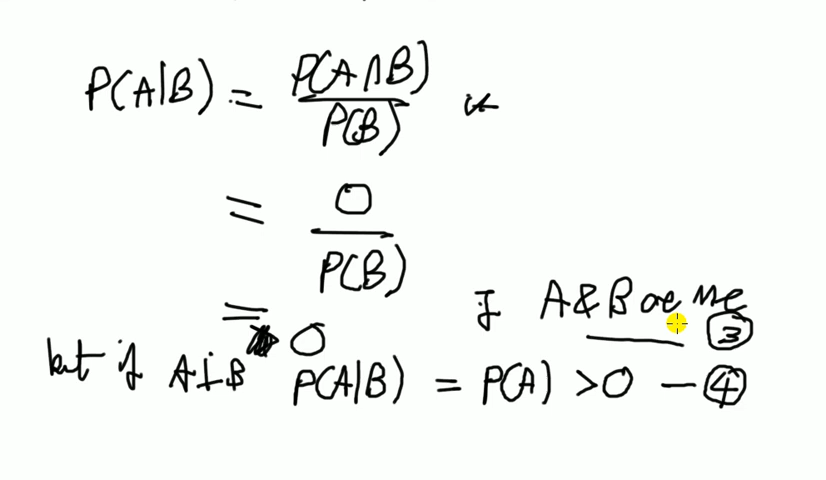 P(A|B) = P(A∩B) / P(B)
= 0 / P(B)
= 0 if A & B are ME ③
but if A⊥B P(A|B) = P(A) > 0 — ④